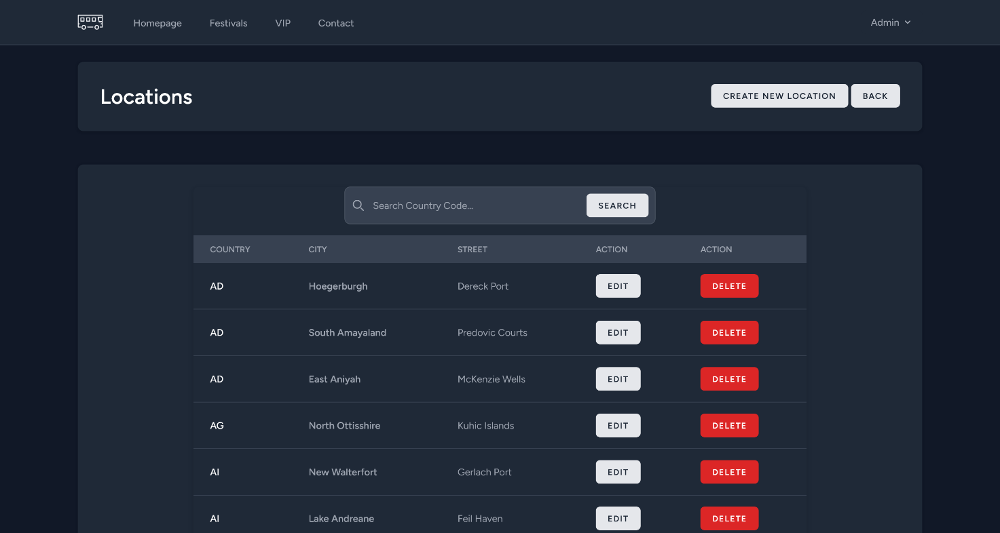 Homepage Festivals VIP Contact Admin
Locations CREATE NEW LOCATION BACK
Search Country Code... SEARCH
COUNTRY CITY STREET ACTION ACTION
AD Hoegerburgh Dereck Port EDIT DELETE
AD South Amayaland Predovic Courts EDIT DELETE
AD East Aniyah McKenzie Wells EDIT DELETE
AG North Ottisshire Kuhic Islands EDIT DELETE
AI New Walterfort Gerlach Port EDIT DELETE
AI Lake Andreane Feil Haven EDIT DELETE